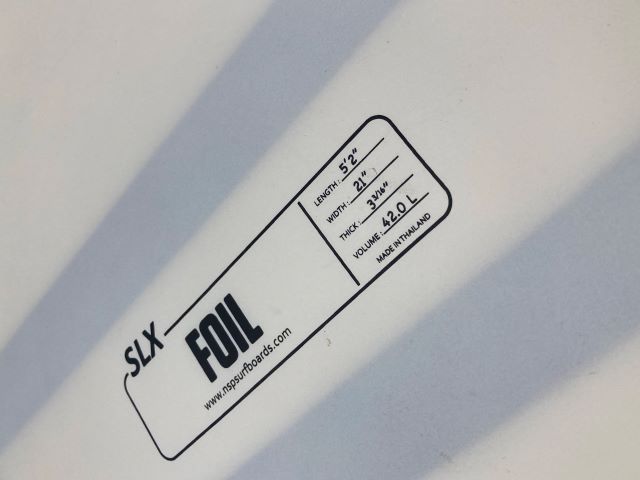 SLX
FOIL
www.nspsurfboards.com
LENGTH: 5'2"
WIDTH: 21"
THICK: 3 3/16"
VOLUME: 42.0 L
MADE IN THAILAND